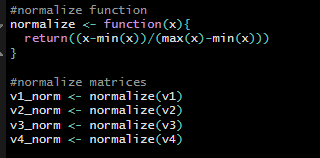 #normalize function
normalize <- function(x){
  return((x-min(x))/(max(x)-min(x)))
}

#normalize matrices
v1_norm <- normalize(v1)
v2_norm <- normalize(v2)
v3_norm <- normalize(v3)
v4_norm <- normalize(v4)